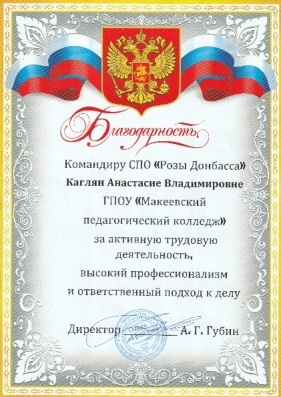 Благодарность
Командиру СПО «Розы Донбасса»
Каглян Анастасие Владимировне
ГПОУ «Макеевский
педагогический колледж»
за активную трудовую
деятельность,
высокий профессионализм
и ответственный подход к делу
Директор __________ А. Г. Губин